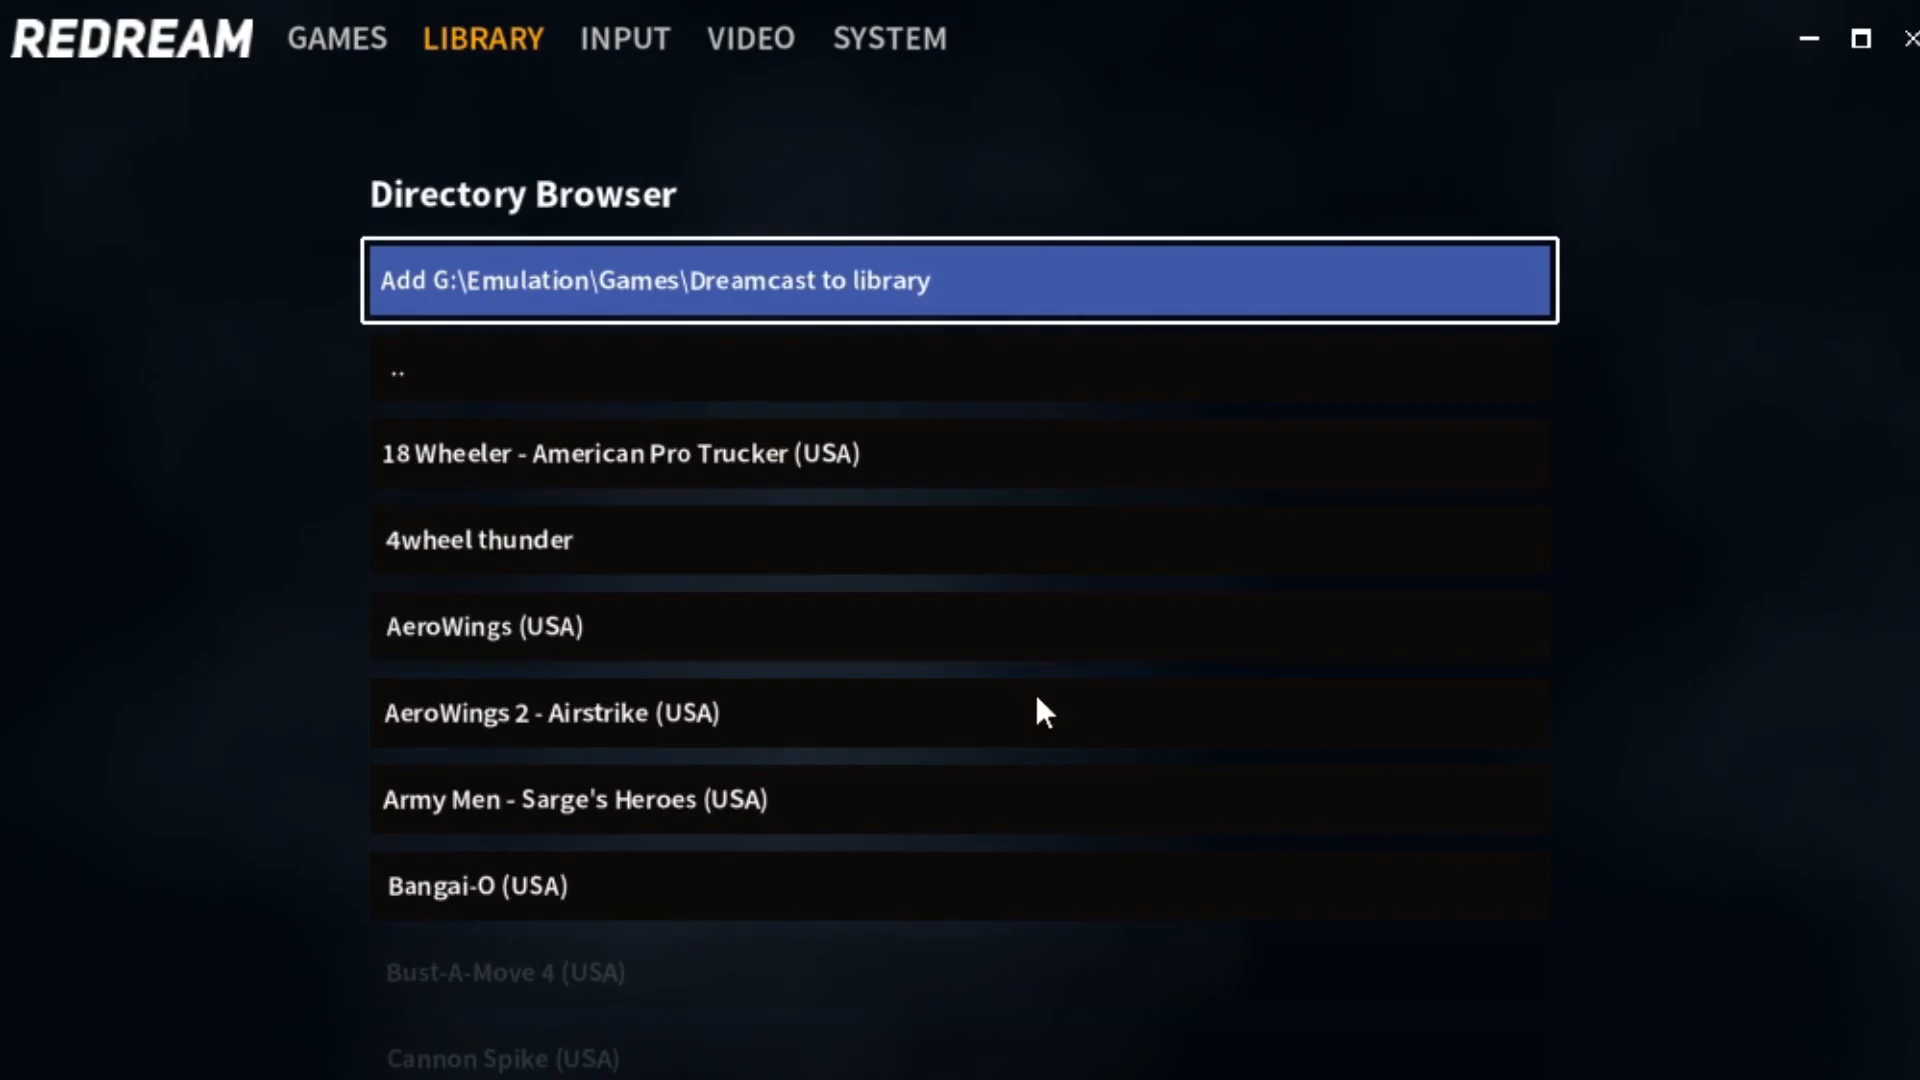 REDREAM GAMES LIBRARY INPUT VIDEO SYSTEM
Directory Browser
Add G:\Emulation\Games\Dreamcast to library
..
18 Wheeler - American Pro Trucker (USA)
4wheel thunder
AeroWings (USA)
AeroWings 2 - Airstrike (USA)
Army Men - Sarge's Heroes (USA)
Bangai-O (USA)
Bust-A-Move 4 (USA)
Cannon Spike (USA)